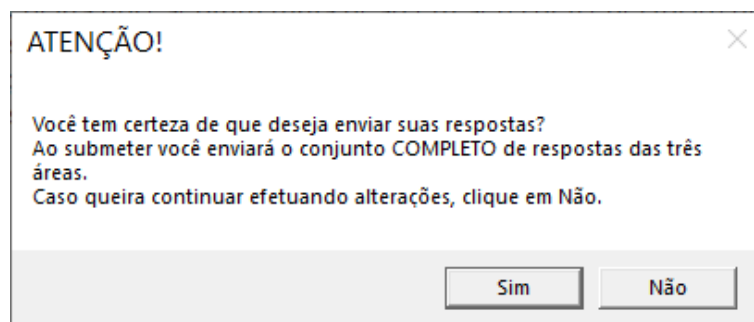 ATENÇÃO!
Você tem certeza de que deseja enviar suas respostas?
Ao submeter você enviará o conjunto COMPLETO de respostas das três
áreas.
Caso queira continuar efetuando alterações, clique em Não.
Sim
Não